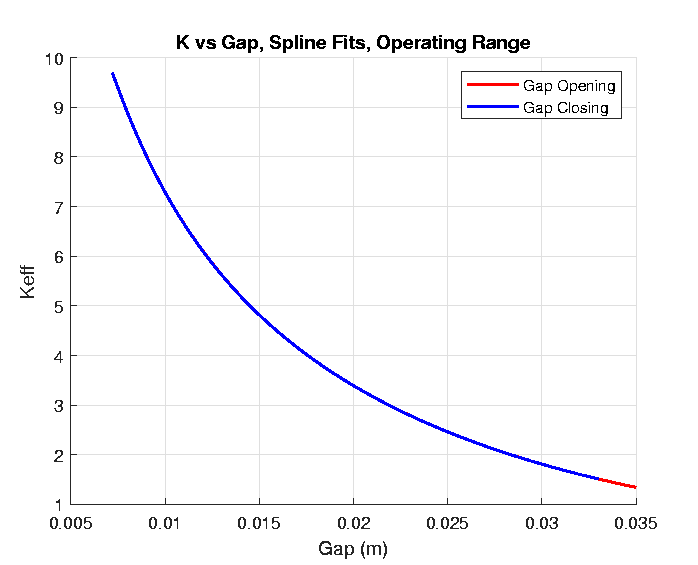 K vs Gap, Spline Fits, Operating Range
Gap Opening
Gap Closing
Keff
10
9
8
7
6
5
4
3
2
1
0.005 0.01 0.015 0.02 0.025 0.03 0.035
Gap (m)